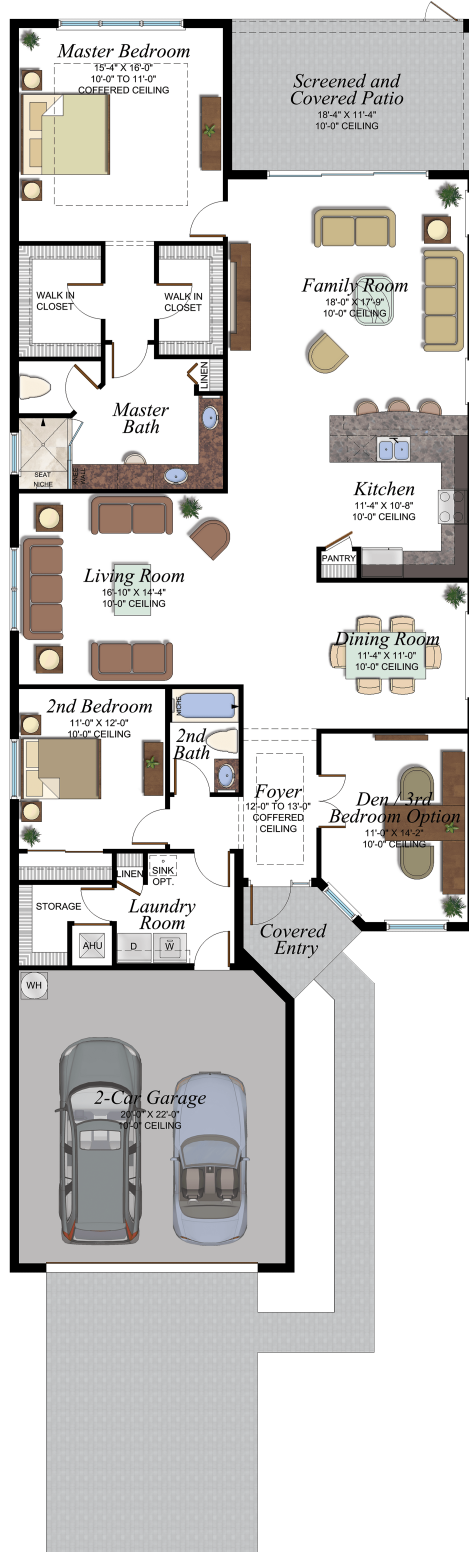 Master Bedroom
15'-4" X 16'-0"
10'-0" TO 11'-0"
COFFERED CEILING
Screened and
Covered Patio
18'-4" X 11'-4"
10'-0" CEILING
WALK IN
CLOSET
WALK IN
CLOSET
Family Room
18'-0" X 17'-9"
10'-0" CEILING
LINEN
Master
Bath
SEAT
NICHE
KNEE
WALL
Kitchen
11'-4" X 10'-8"
10'-0" CEILING
PANTRY
Living Room
16'-10" X 14'-4"
10'-0" CEILING
Dining Room
11'-4" X 11'-0"
10'-0" CEILING
2nd Bedroom
11'-0" X 12'-0"
10'-0" CEILING
NICHE
2nd
Bath
Foyer
12'-0" TO 13'-0"
COFFERED
CEILING
Den / 3rd
Bedroom Option
11'-0" X 14'-2"
10'-0" CEILING
LINEN
SINK
OPT.
STORAGE
Laundry
Room
AHU
D
W
Covered
Entry
WH
2-Car Garage
20'-0" X 22'-0"
10'-0" CEILING